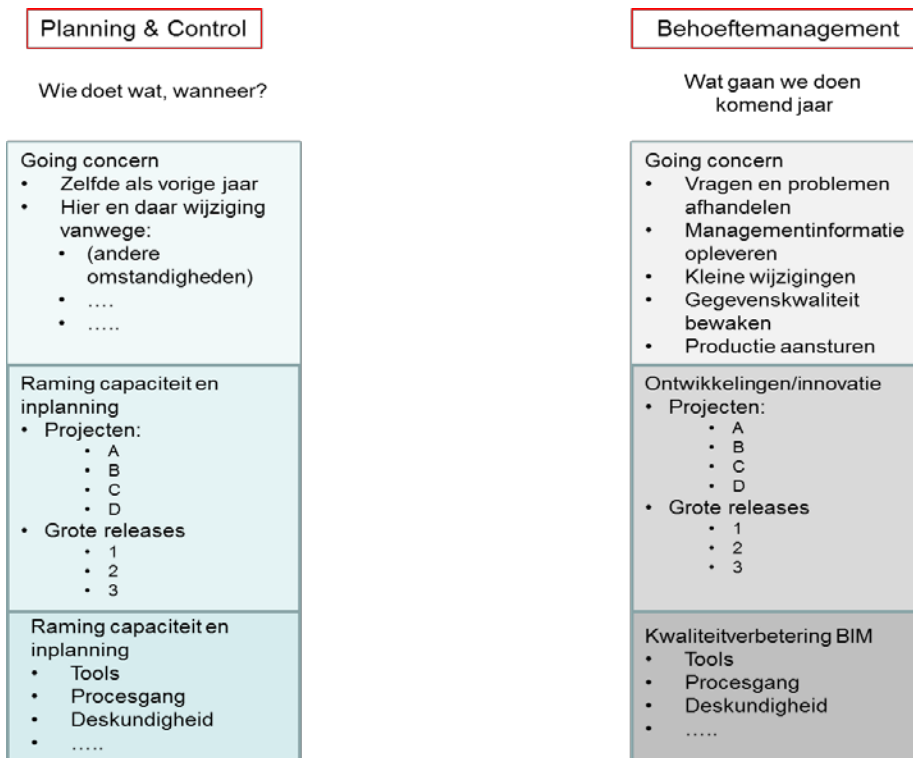 Planning & Control
Wie doet wat, wanneer?
Going concern
• Zelfde als vorige jaar
• Hier en daar wijziging
vanwege:
• (andere
omstandigheden)
• ....
• .....
Raming capaciteit en
inplanning
• Projecten:
• A
• B
• C
• D
• Grote releases
• 1
• 2
• 3
Raming capaciteit en
inplanning
• Tools
• Procesgang
• Deskundigheid
• .....
Behoeftemanagement
Wat gaan we doen
komend jaar
Going concern
• Vragen en problemen
afhandelen
• Managementinformatie
opleveren
• Kleine wijzigingen
• Gegevenskwaliteit
bewaken
• Productie aansturen
Ontwikkelingen/innovatie
• Projecten:
• A
• B
• C
• D
• Grote releases
• 1
• 2
• 3
Kwaliteitverbetering BIM
• Tools
• Procesgang
• Deskundigheid
• .....